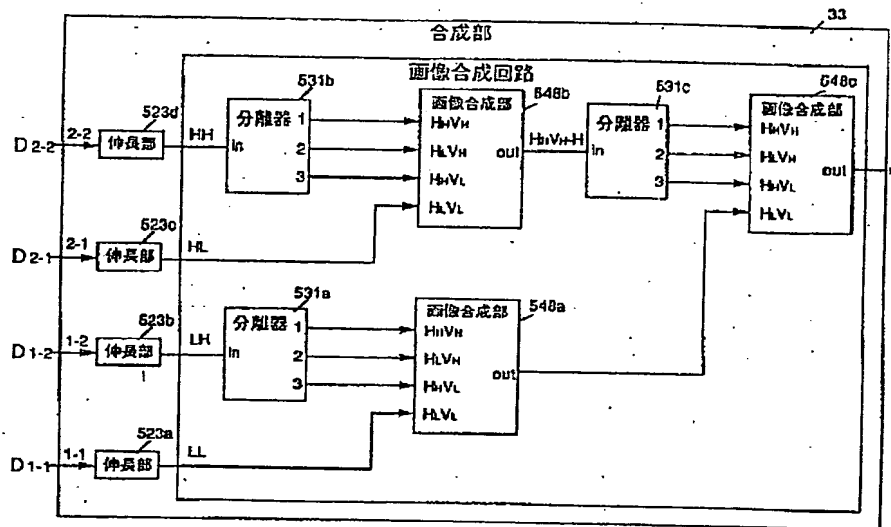 33
合成部
画像合成回路
D2-2
2-2
523d
伸長部
HH
531b
分離器
in
1
2
3
画像合成部
548b
HHVH
HLVH
HHVL
HLVL
out
HHVH-H
531c
分離器
in
1
2
3
548c
画像合成部
HHVH
HLVH
HHVL
HLVL
out
D2-1
2-1
523c
伸長部
HL
D1-2
1-2
523b
伸長部
LH
531a
分離器
in
1
2
3
画像合成部
548a
HHVH
HLVH
HHVL
HLVL
out
D1-1
1-1
523a
伸長部
LL